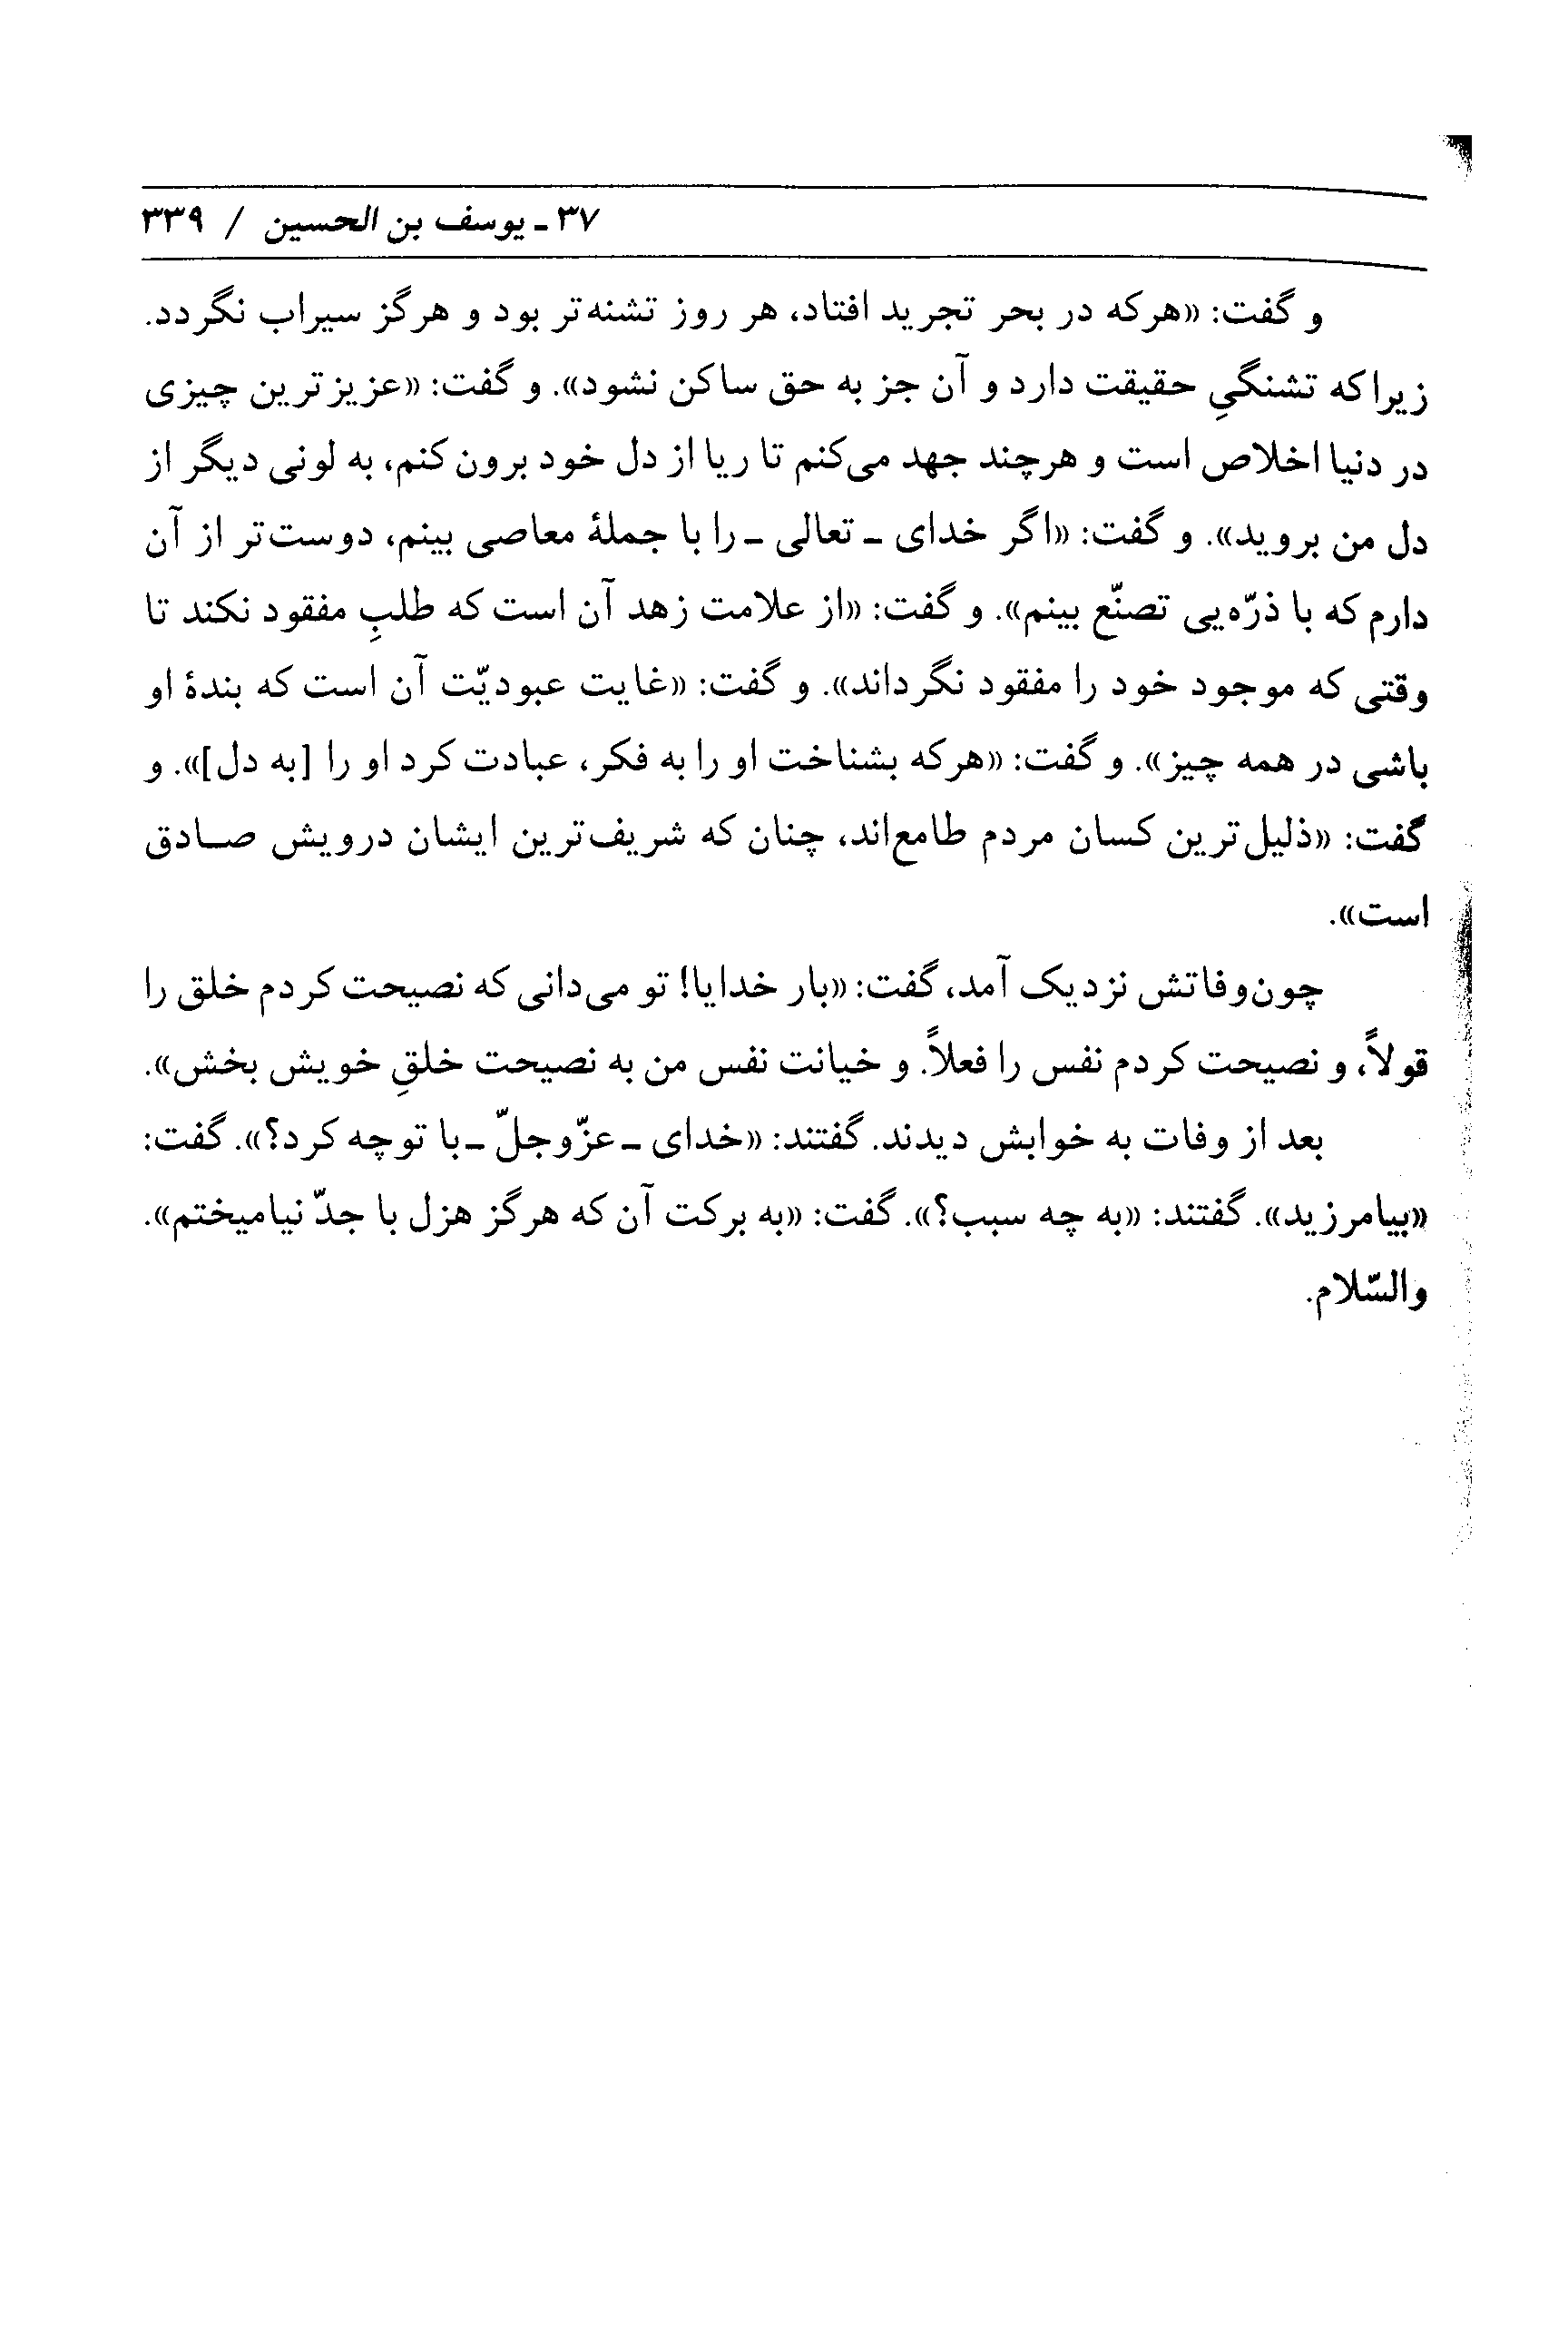 ۳۷ ـ یوسف بن الحسین / ۳۳۹
و گفت: «هرکه در بحر تجرید افتاد، هر روز تشنه‌تر بود و هرگز سیراب نگردد.
زیراکه تشنگیِ حقیقت دارد و آن جز به حق ساکن نشود». و گفت: «عزیزترین چیزی
در دنیا اخلاص است و هرچند جهد می‌کنم تا ریا از دل خود برون کنم، به لونی دیگر از
دل من بروید». و گفت: «اگر خدای ـ تعالی ـ را با جملهٔ معاصی بینم، دوست‌تر از آن
دارم که با ذرّه‌یی تصنّع بینم». و گفت: «از علامت زهد آن است که طلبِ مفقود نکند تا
وقتی که موجود خود را مفقود نگرداند». و گفت: «غایت عبودیّت آن است که بندهٔ او
باشی در همه چیز». و گفت: «هرکه بشناخت او را به فکر، عبادت کرد او را [به دل]». و
گفت: «ذلیل‌ترین کسان مردم طامع‌اند، چنان که شریف‌ترین ایشان درویش صـادق
است».
چون‌وفاتش نزدیک آمد، گفت: «بار خدایا! تو می‌دانی که نصیحت کردم خلق را
قولاً، و نصیحت کردم نفس را فعلاً. و خیانت نفس من به نصیحت خلقِ خویش بخش».
بعد از وفات به خوابش دیدند. گفتند: «خدای ـ عزّوجلّ ـ با تو چه کرد؟». گفت:
«بیامرزید». گفتند: «به چه سبب؟». گفت: «به برکت آن که هرگز هزل با جدّ نیامیختم».
والسّلام.